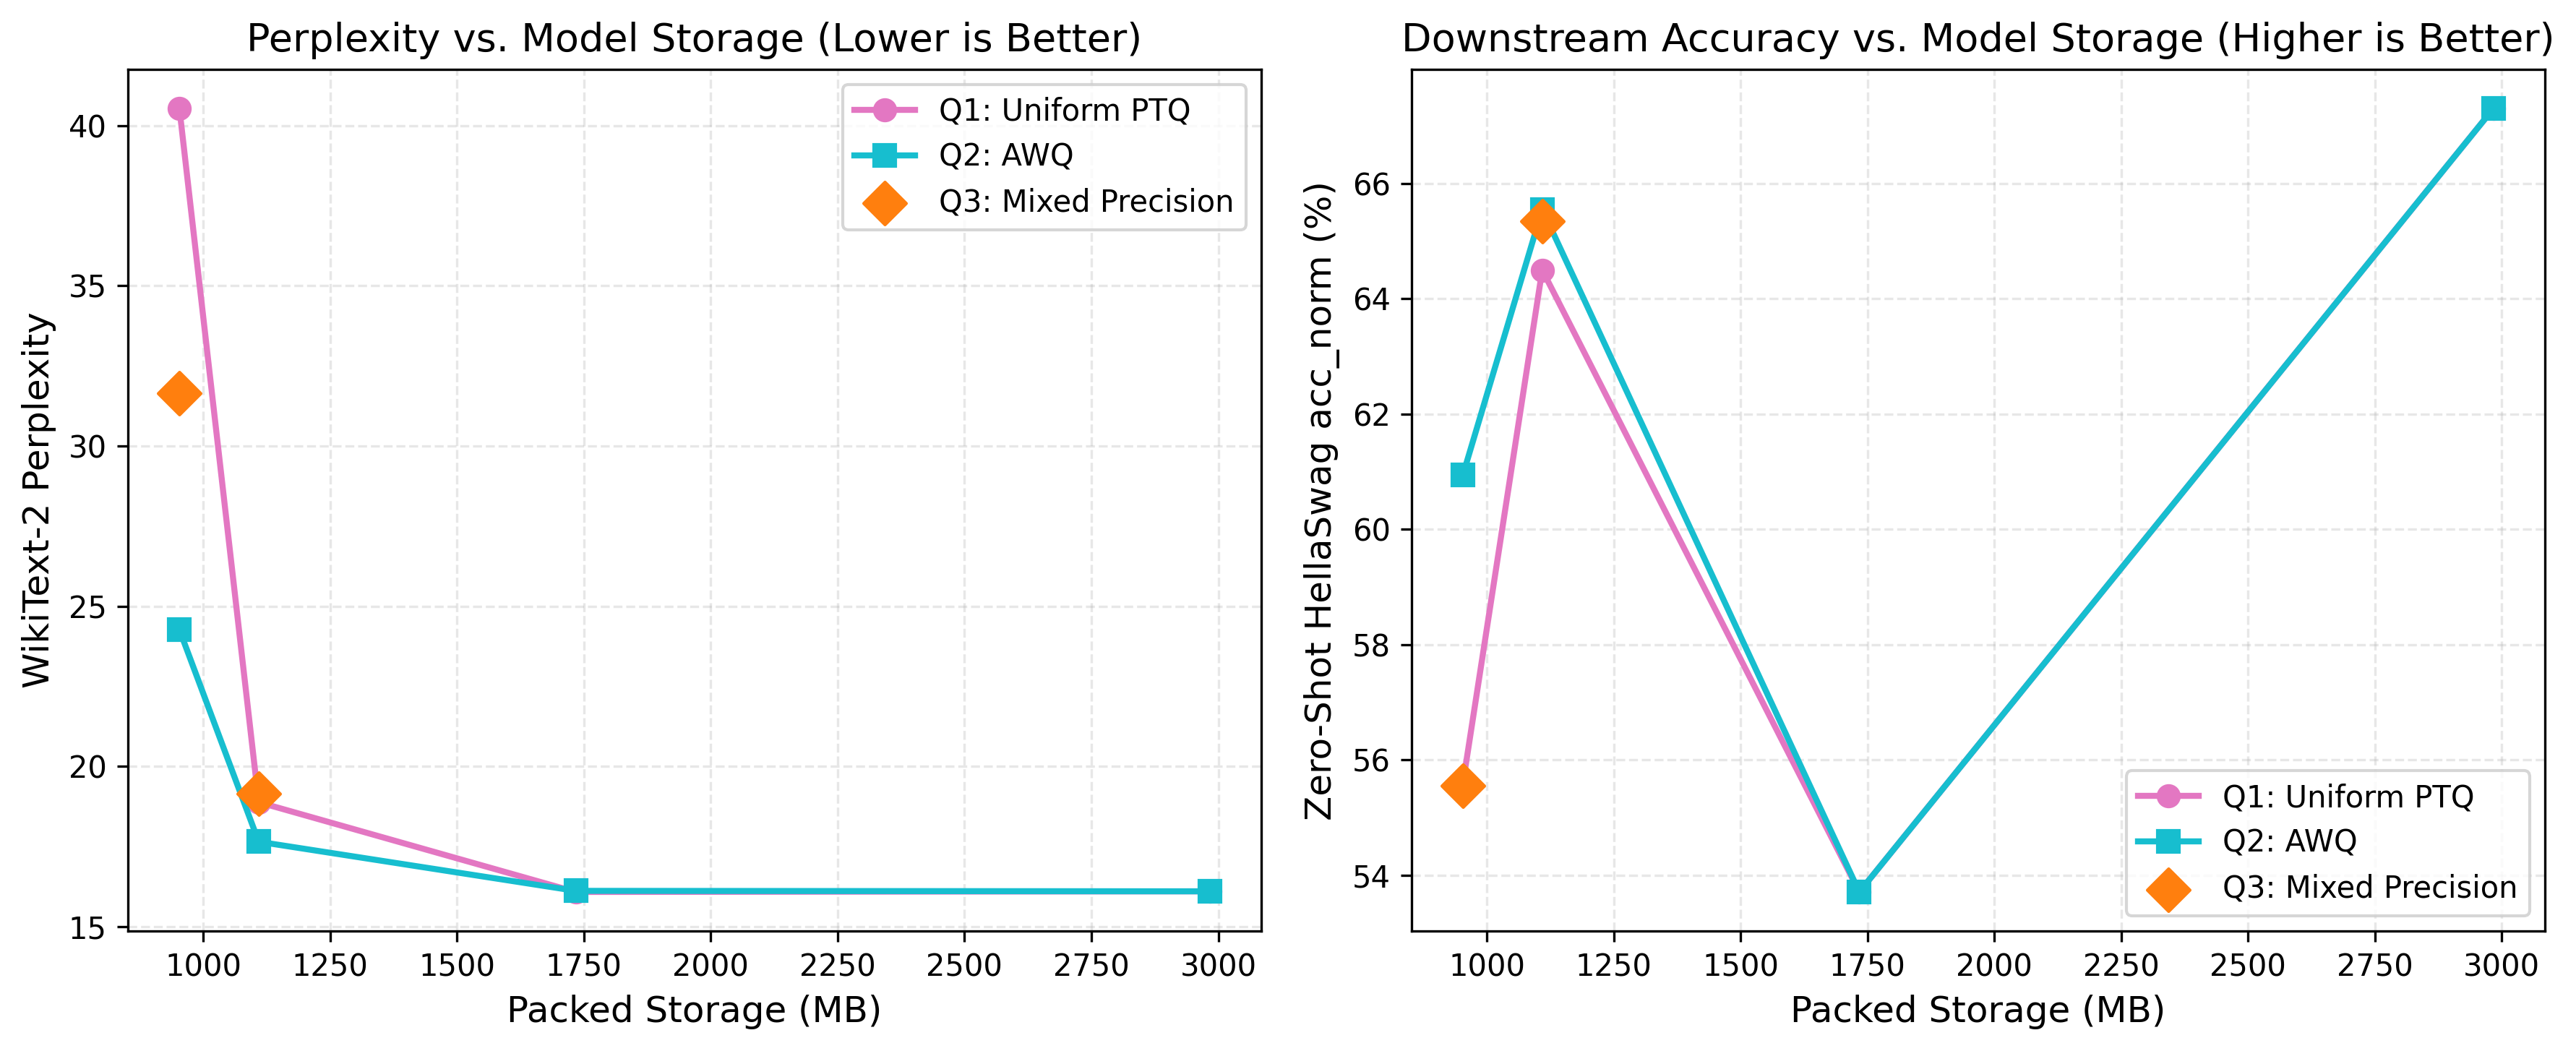 Perplexity vs. Model Storage (Lower is Better)
WikiText-2 Perplexity
40
35
30
25
20
15
1000 1250 1500 1750 2000 2250 2500 2750 3000
Packed Storage (MB)
Q1: Uniform PTQ
Q2: AWQ
Q3: Mixed Precision
Downstream Accuracy vs. Model Storage (Higher is Better)
Zero-Shot HellaSwag acc_norm (%)
66
64
62
60
58
56
54
1000 1250 1500 1750 2000 2250 2500 2750 3000
Packed Storage (MB)
Q1: Uniform PTQ
Q2: AWQ
Q3: Mixed Precision